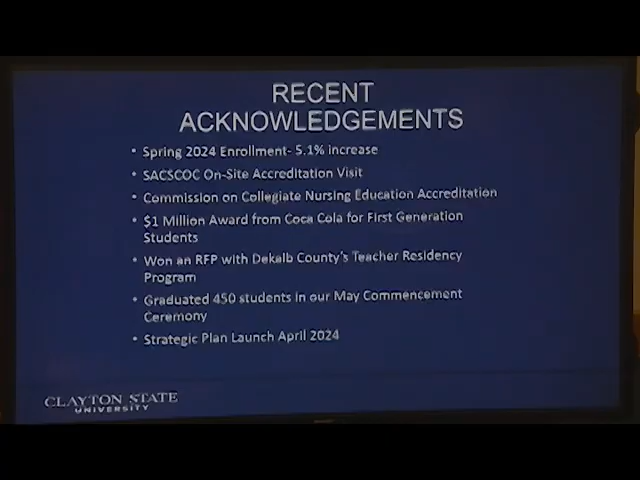 RECENT
ACKNOWLEDGEMENTS
• Spring 2024 Enrollment- 5.1% increase
• SACSCOC On-Site Accreditation Visit
• Commission on Collegiate Nursing Education Accreditation
• $1 Million Award from Coca Cola for First Generation
Students
• Won an RFP with Dekalb County's Teacher Residency
Program
• Graduated 450 students in our May Commencement
Ceremony
• Strategic Plan Launch April 2024
CLAYTON STATE
UNIVERSITY